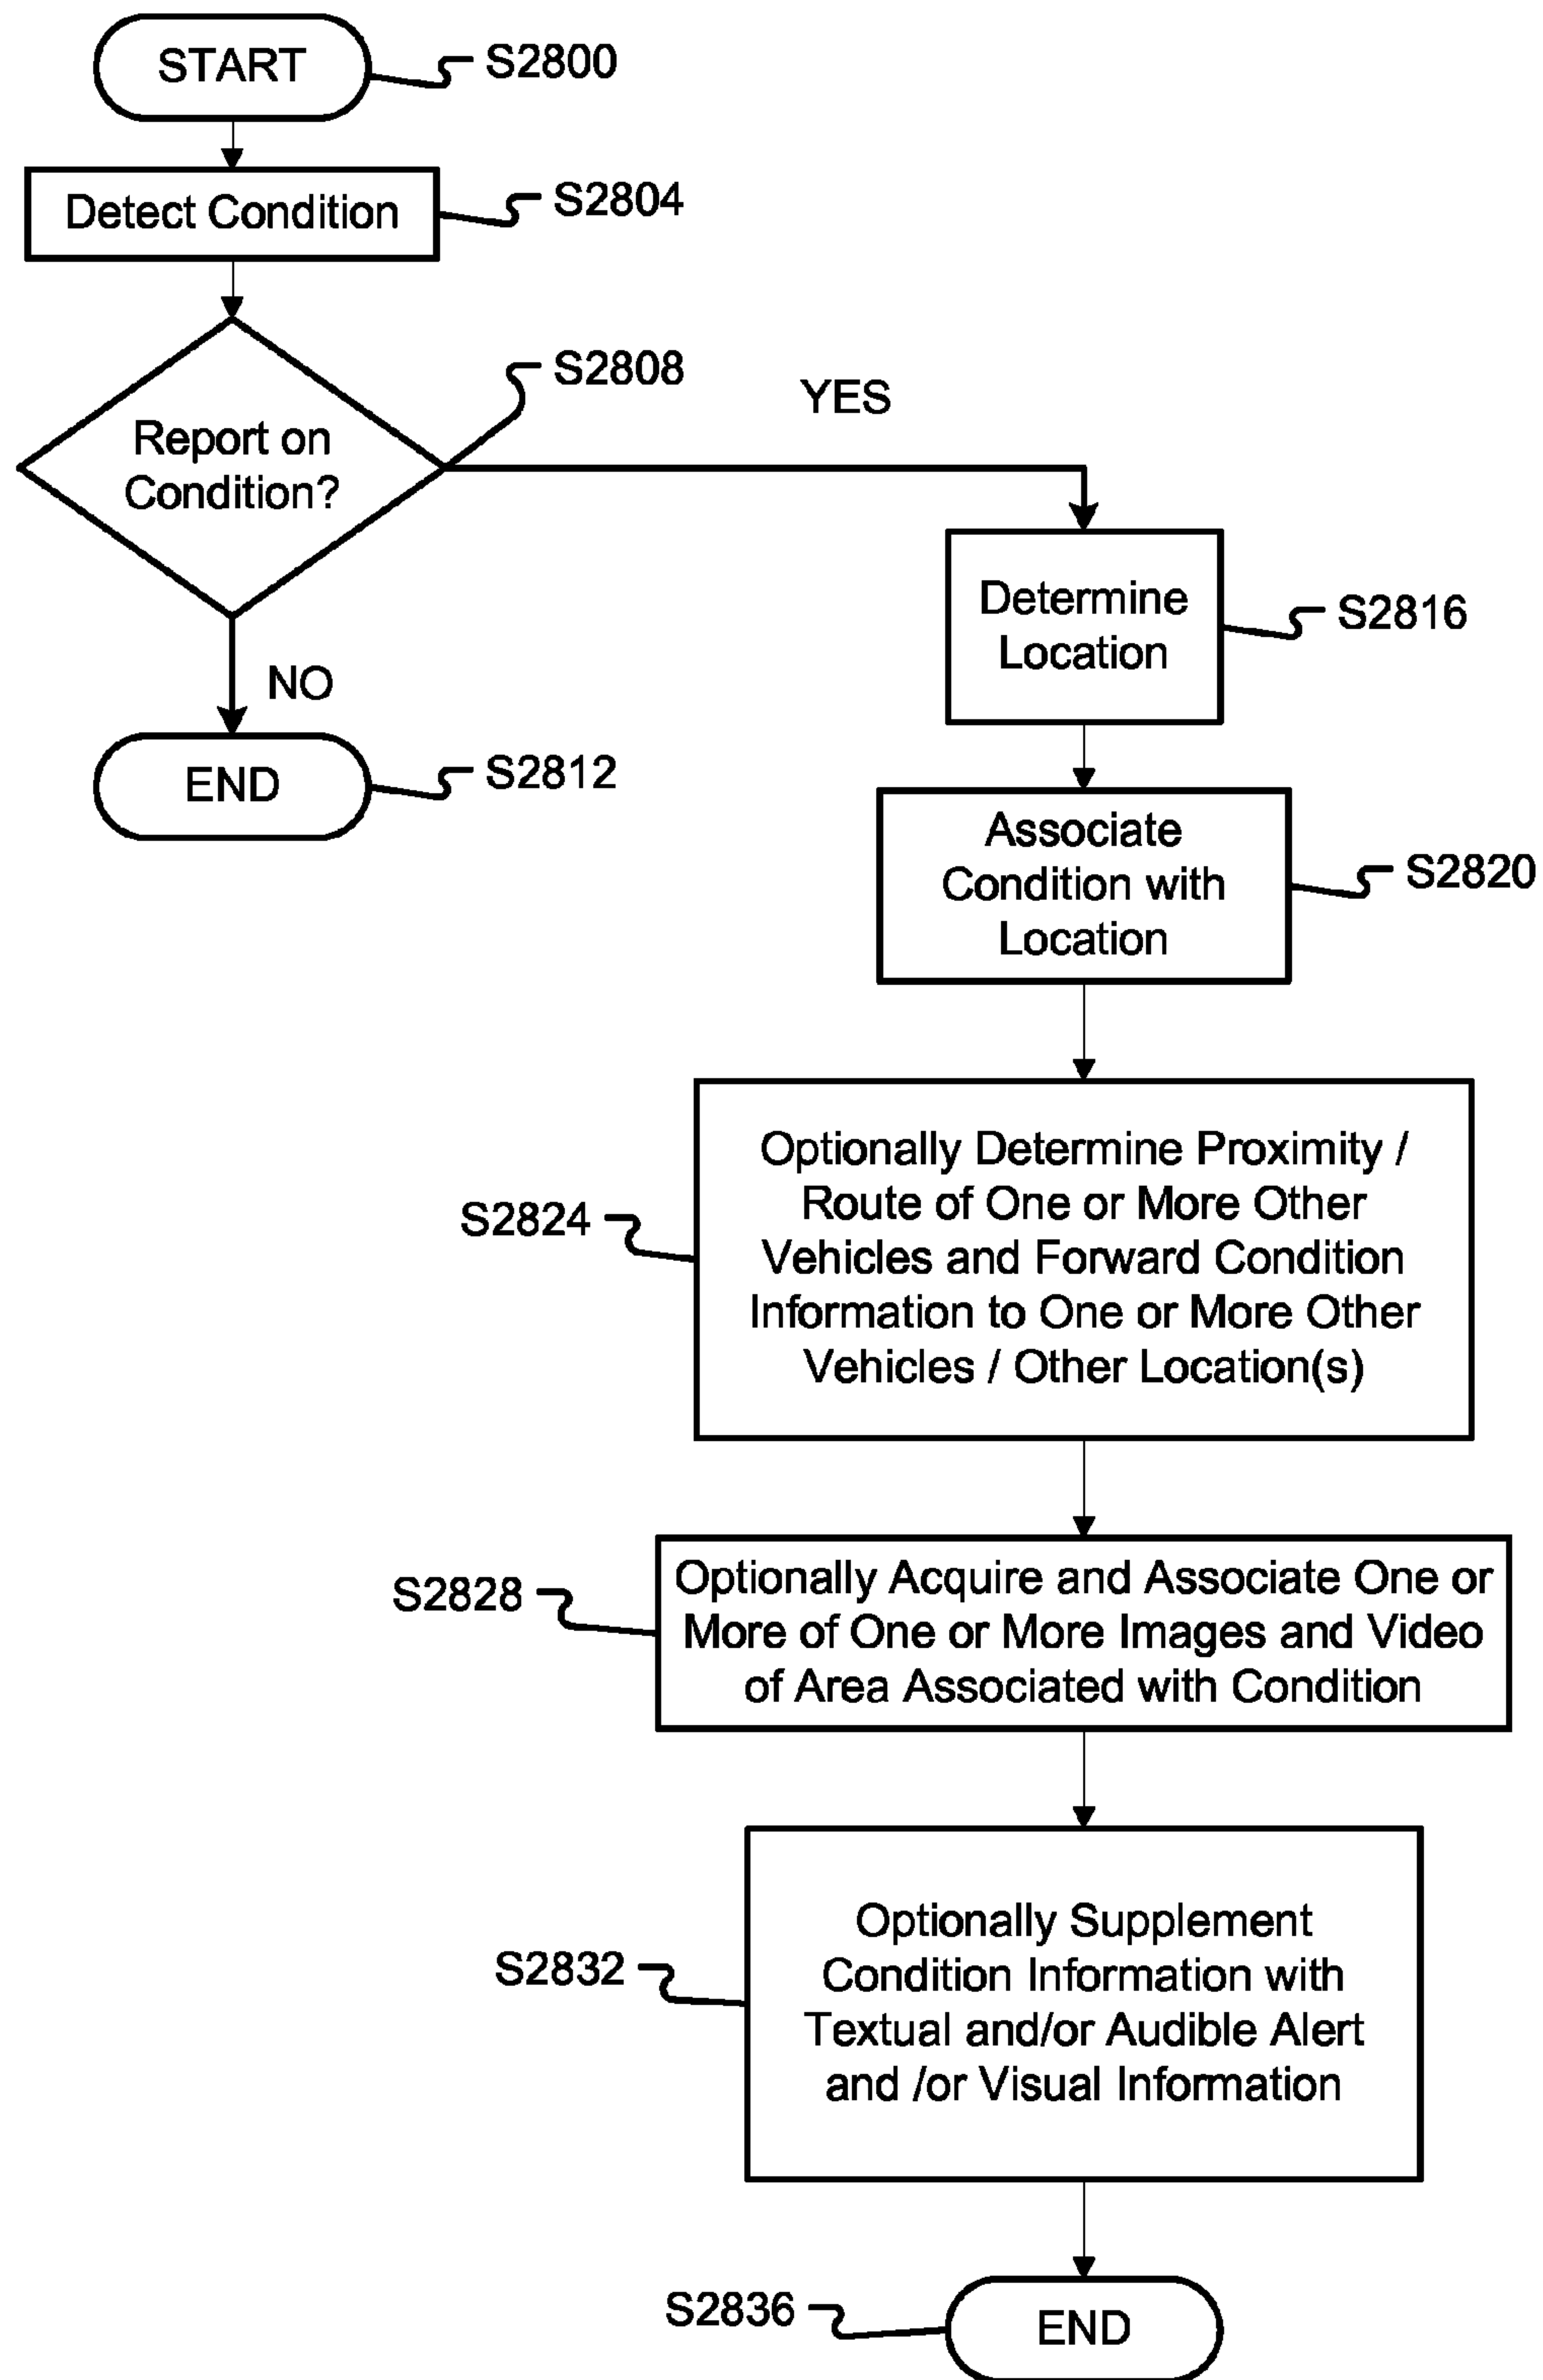 START
S2800
Detect Condition
S2804
Report on
Condition?
S2808
YES
NO
END
S2812
Determine
Location
S2816
Associate
Condition with
Location
S2820
Optionally Determine Proximity /
Route of One or More Other
Vehicles and Forward Condition
Information to One or More Other
Vehicles / Other Location(s)
S2824
Optionally Acquire and Associate One or
More of One or More Images and Video
of Area Associated with Condition
S2828
Optionally Supplement
Condition Information with
Textual and/or Audible Alert
and /or Visual Information
S2832
END
S2836